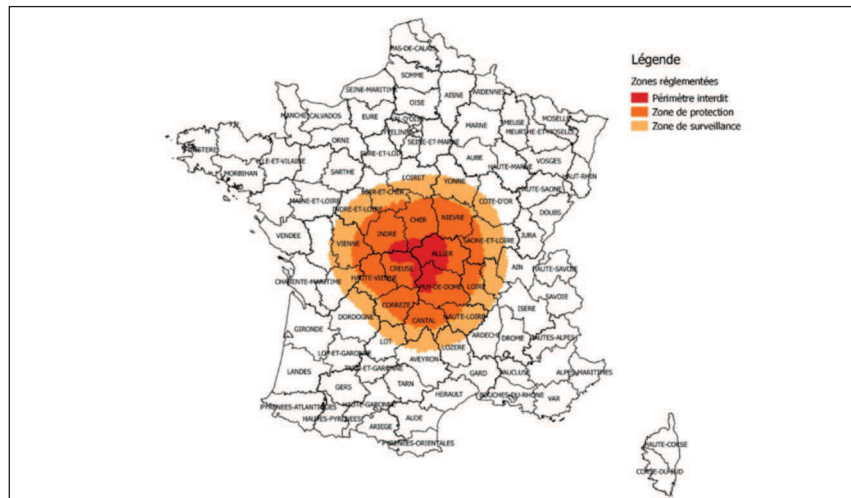 Légende
Zones réglementées
Périmètre interdit
Zone de protection
Zone de surveillance
PAS-DE-CALAIS
SOMME
SEINE-MARITIME
AISNE
ARDENNES
OISE
MANCHE
CALVADOS
EURE
VAL-D'OISE
MARNE
MEUSE
MOSELLE
MEURTHE-ET-MOSELLE
ORNE
YVELINES
SEINE-ET-MARNE
EURE-ET-LOIR
AUBE
VOSGES
HAUTE-MARNE
HAUT-RHIN
FINISTERE
MORBIHAN
ILLE-ET-VILAINE
SARTHE
LOIRET
YONNE
HAUTE-SAONE
LOIR-ET-CHER
COTE-D'OR
MAINE-ET-LOIRE
INDRE-ET-LOIRE
DOUBS
CHER
NIEVRE
VENDEE
VIENNE
INDRE
SAONE-ET-LOIRE
JURA
ALLIER
CREUSE
AIN
HAUTE-SAVOIE
CHARENTE-MARITIME
HAUTE-VIENNE
PUY-DE-DOME
LOIRE
SAVOIE
CORREZE
ISERE
DORDOGNE
CANTAL
HAUTE-LOIRE
GIRONDE
LOT
ARDECHE
DROME
HAUTES-ALPES
LOZERE
LOT-ET-GARONNE
AVEYRON
TARN-ET-GARONNE
LANDES
GARD
VAUCLUSE
ALPES-MARITIMES
GERS
TARN
HERAULT
BOUCHES-DU-RHONE
VAR
PYRENEES-ATLANTIQUES
HAUTE-GARONNE
HAUTES-PYRENEES
AUDE
ARIEGE
PYRENEES-ORIENTALES
HAUTE-CORSE
CORSE-DU-SUD